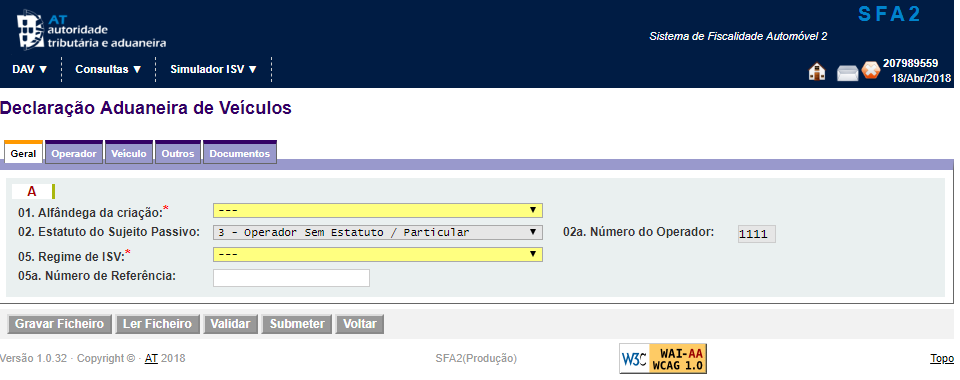 AT
autoridade
tributária e aduaneira
SFA2
Sistema de Fiscalidade Automóvel 2
DAV ▼ Consultas ▼ Simulador ISV ▼
207989559
18/Abr/2018
Declaração Aduaneira de Veículos
Geral Operador Veículo Outros Documentos
A
01. Alfândega da criação:* ---
02. Estatuto do Sujeito Passivo: 3 - Operador Sem Estatuto / Particular 02a. Número do Operador: 1111
05. Regime de ISV:* ---
05a. Número de Referência:
Gravar Ficheiro Ler Ficheiro Validar Submeter Voltar
Versão 1.0.32 · Copyright © · AT 2018 SFA2(Produção) W3C WAI-AA WCAG 1.0 Topo